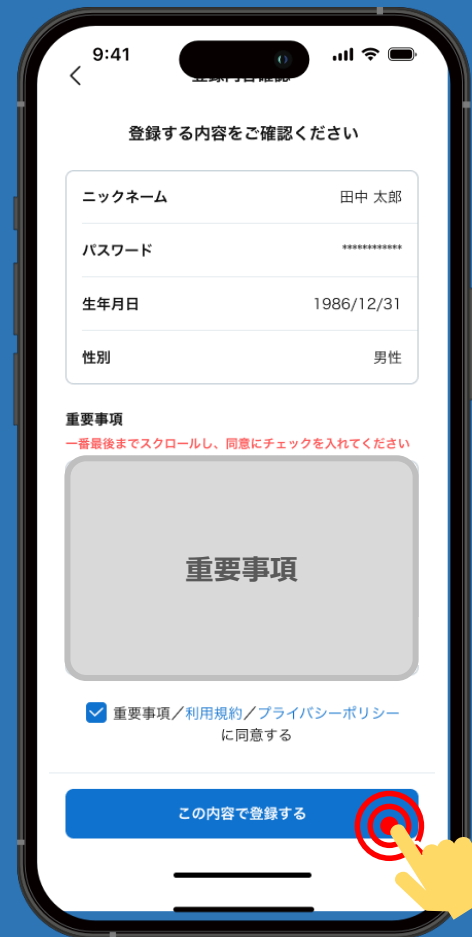 9:41
登録する内容をご確認ください
ニックネーム 田中 太郎
パスワード ************
生年月日 1986/12/31
性別 男性
重要事項
一番最後までスクロールし、同意にチェックを入れてください
重要事項
重要事項／利用規約／プライバシーポリシー
に同意する
この内容で登録する